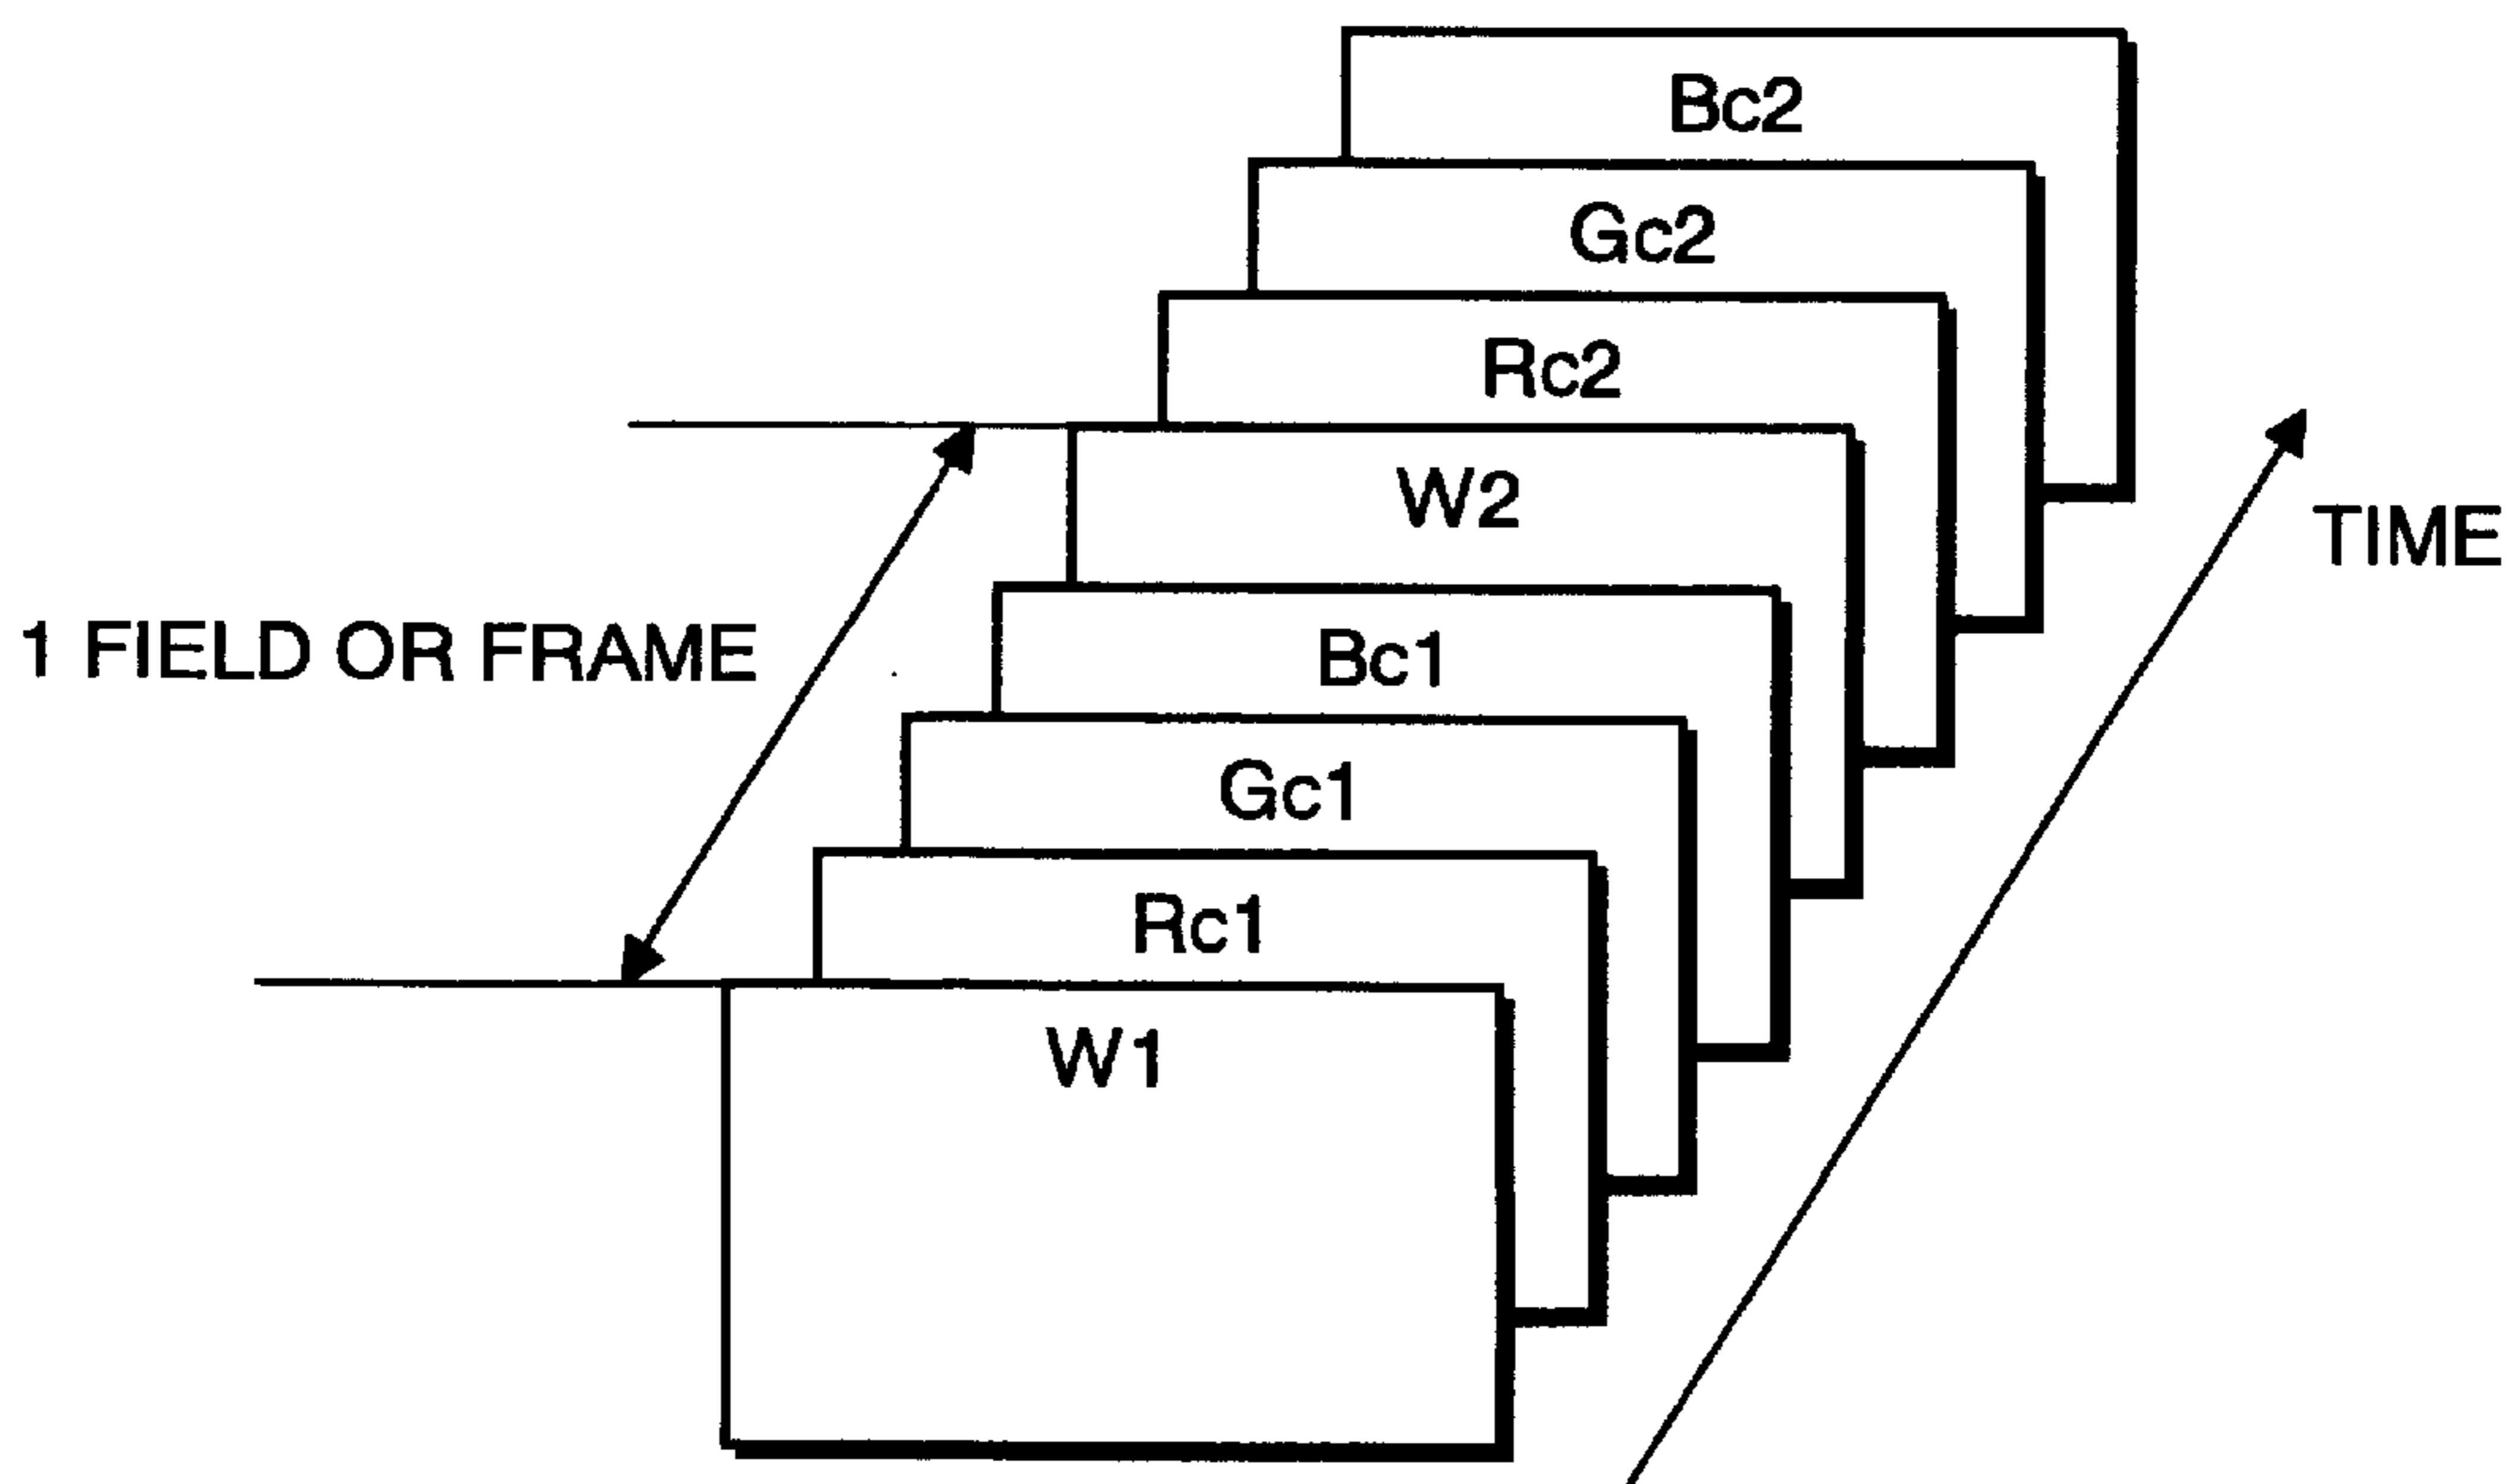 Bc2
Gc2
Rc2
W2
TIME
1 FIELD OR FRAME
Bc1
Gc1
Rc1
W1